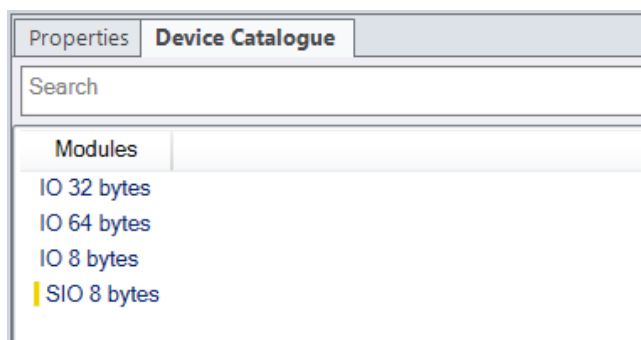 Properties Device Catalogue
Search
Modules
IO 32 bytes
IO 64 bytes
IO 8 bytes
SIO 8 bytes